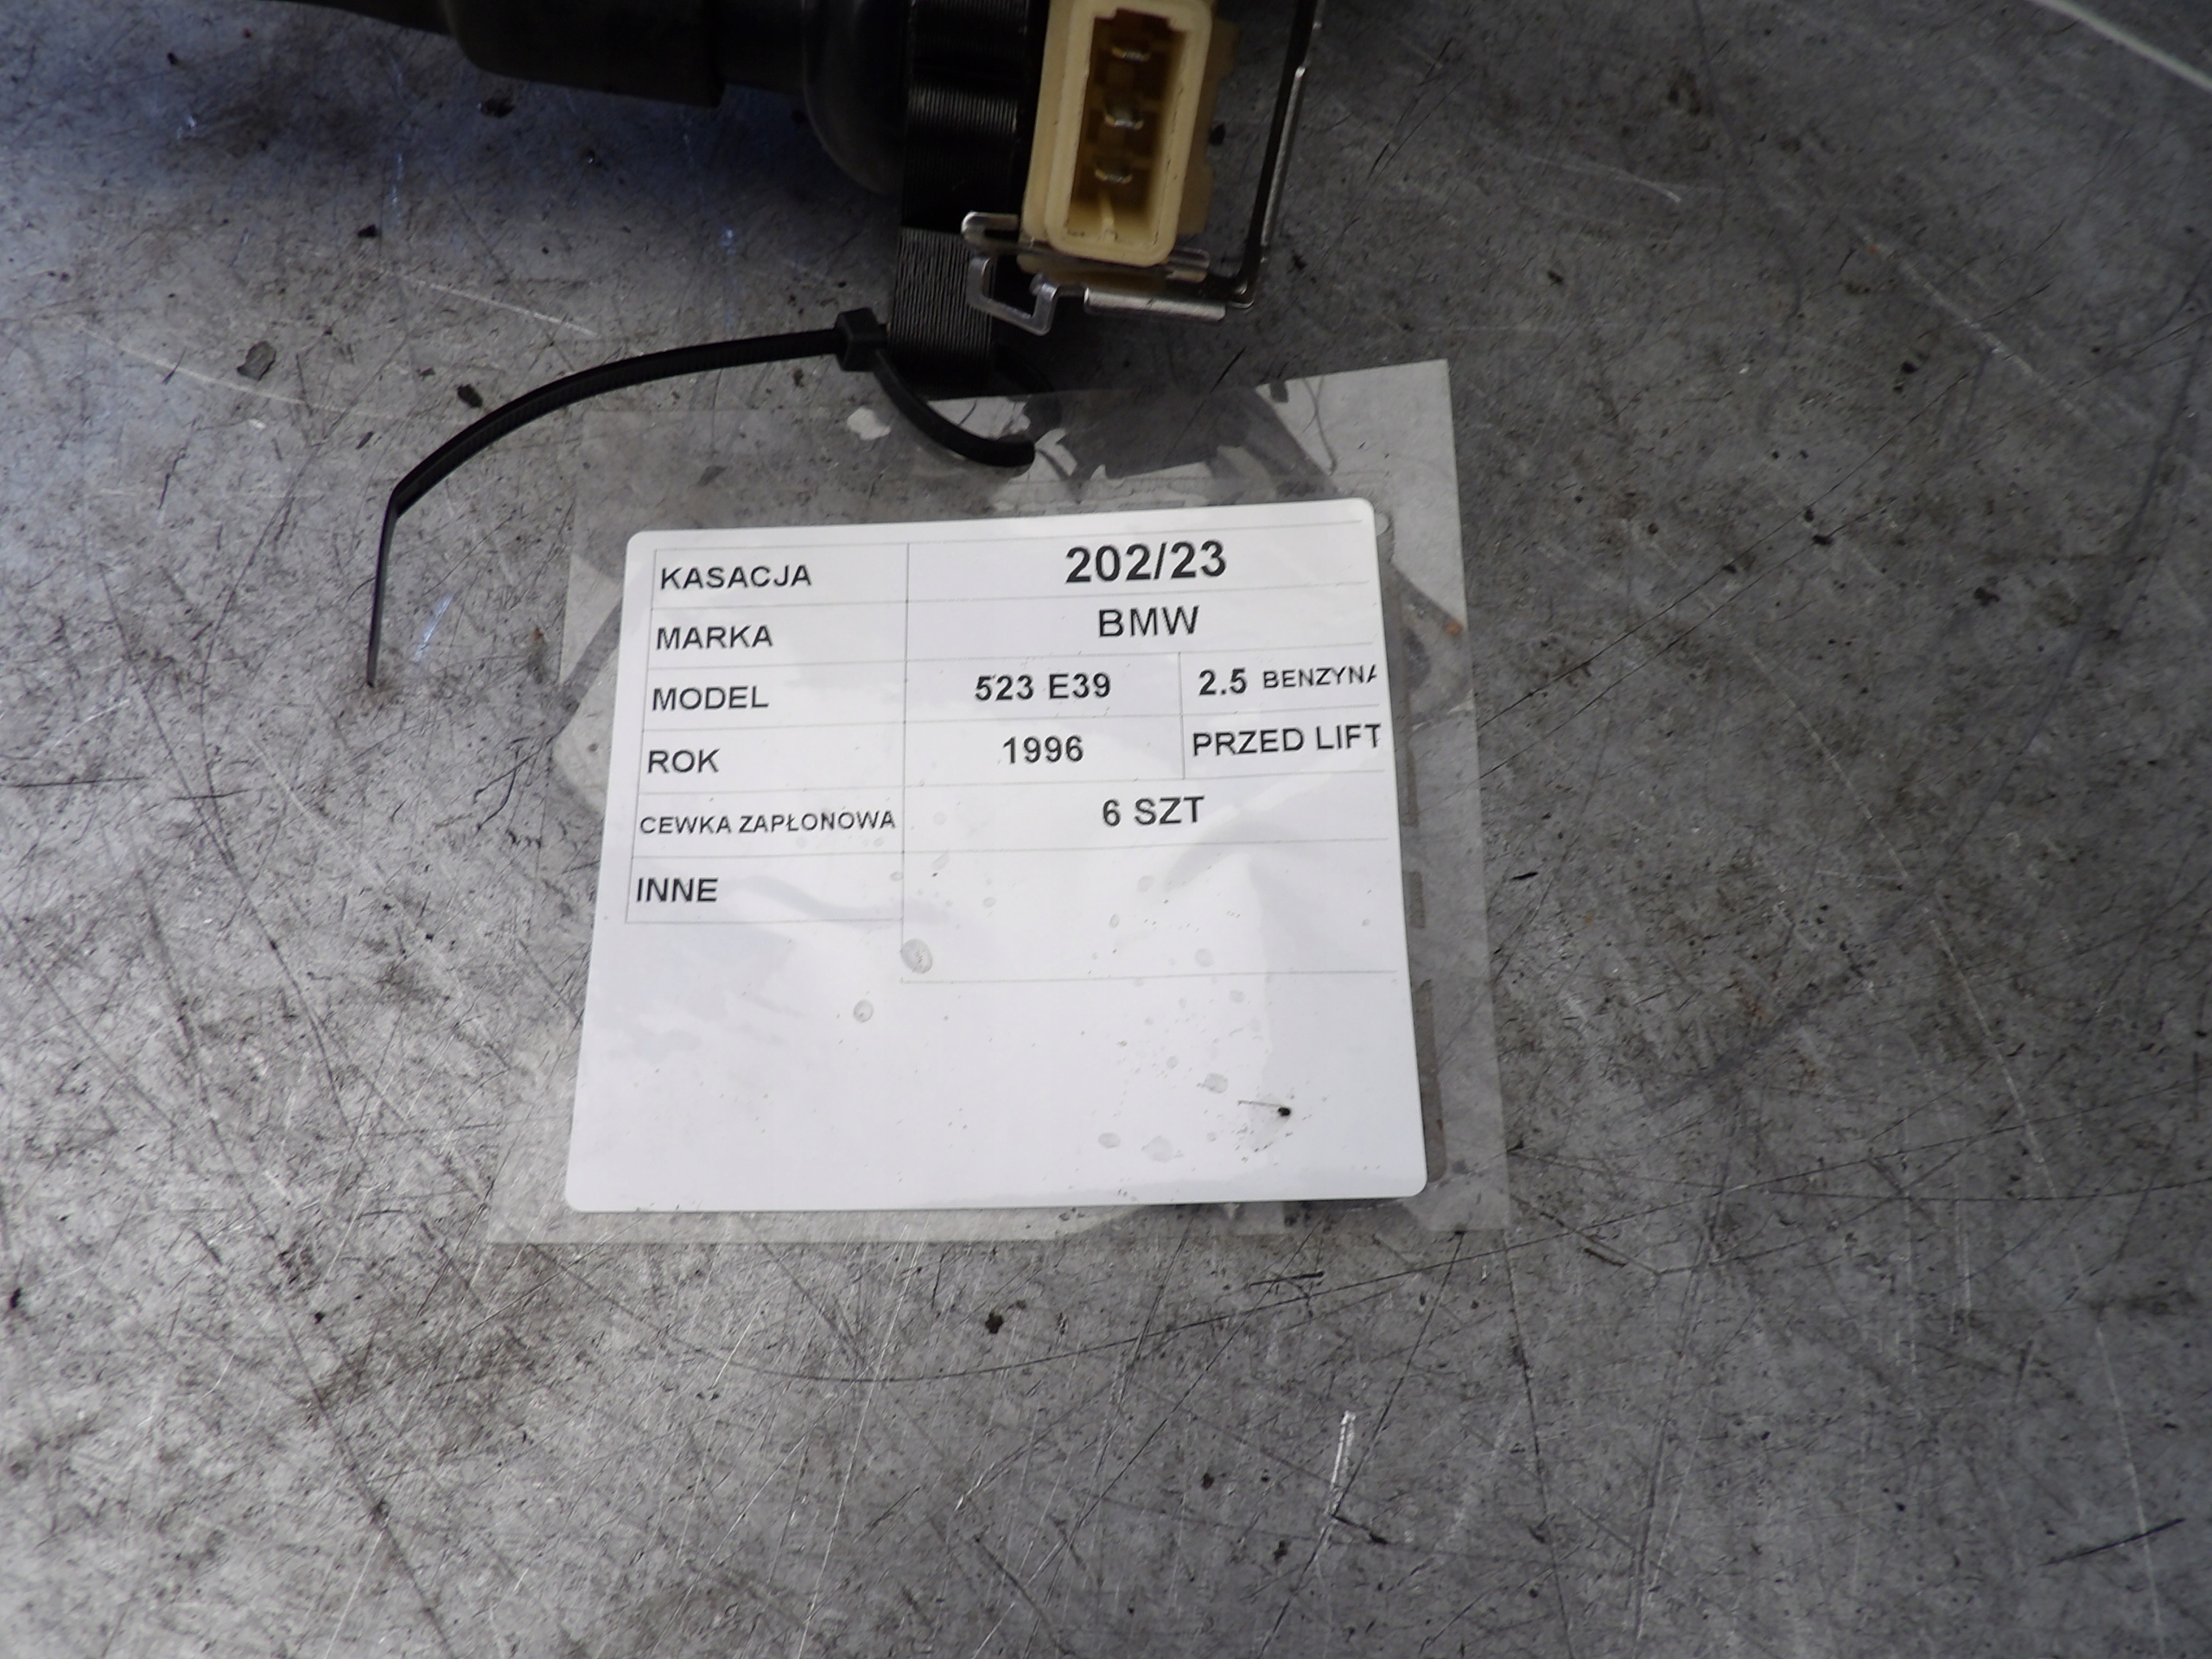 KASACJA 202/23
MARKA BMW
MODEL 523 E39 2.5 BENZYNA
ROK 1996 PRZED LIFT
CEWKA ZAPŁONOWA 6 SZT
INNE